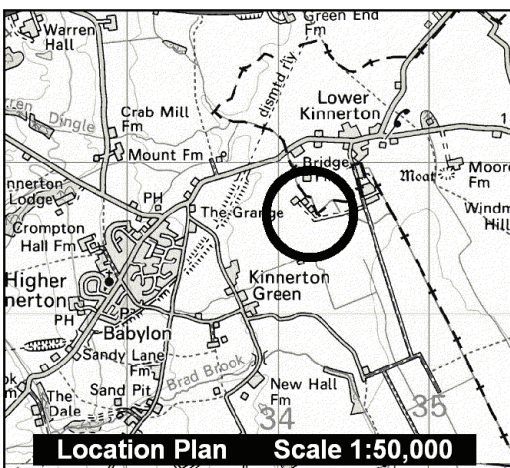 Warren
Hall
Green End
Fm
dismtd rly
Dingle
Crab Mill
Fm
Lower
Kinnerton
1
Mount Fm
Bridge
Moat
Moor
Fm
nnerton
Lodge
PH
The Grange
Windm
Hill
Crompton
Hall Fm
Higher
nerton
Kinnerton
Green
PH
P
Babylon
Sandy Lane
Fm
Brad Brook
Sand Pit
New Hall
Fm
The
Dale
34
35
Location Plan Scale 1:50,000